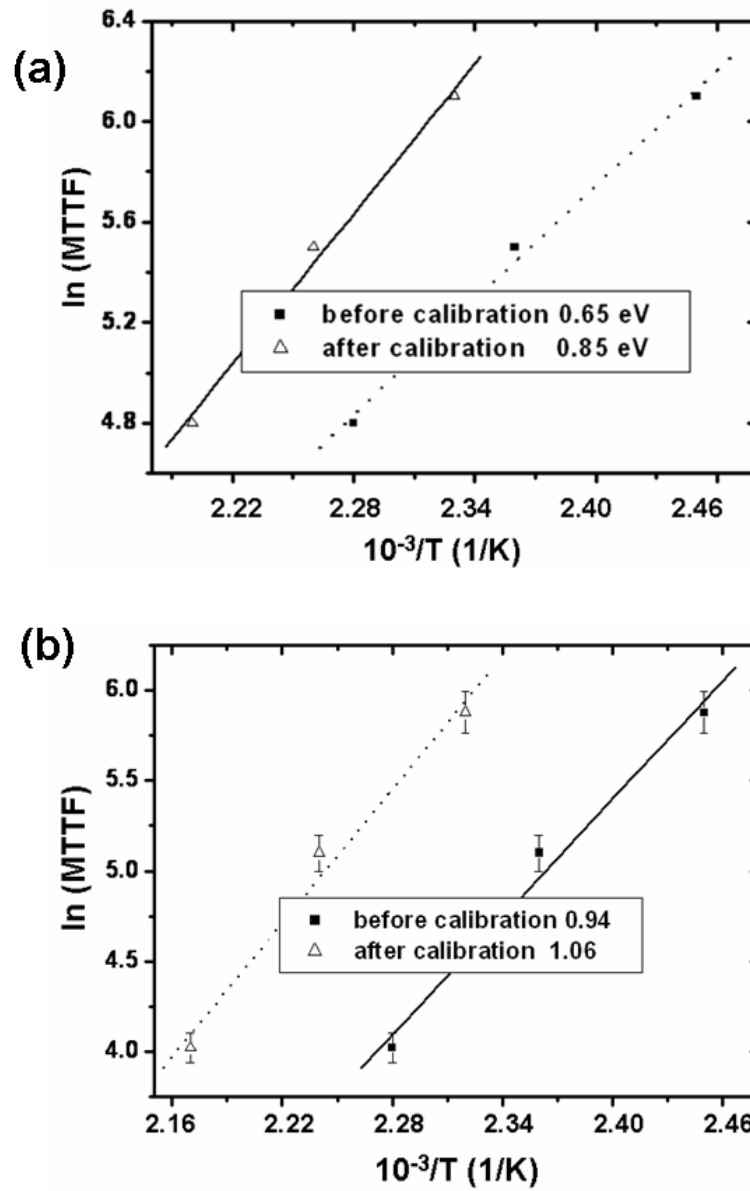 (a)
6.4
6.0
5.6
5.2
4.8
ln (MTTF)
before calibration 0.65 eV
after calibration 0.85 eV
2.22 2.28 2.34 2.40 2.46
10⁻³/T (1/K)
(b)
6.0
5.5
5.0
4.5
4.0
ln (MTTF)
before calibration 0.94
after calibration 1.06
2.16 2.22 2.28 2.34 2.40 2.46
10⁻³/T (1/K)